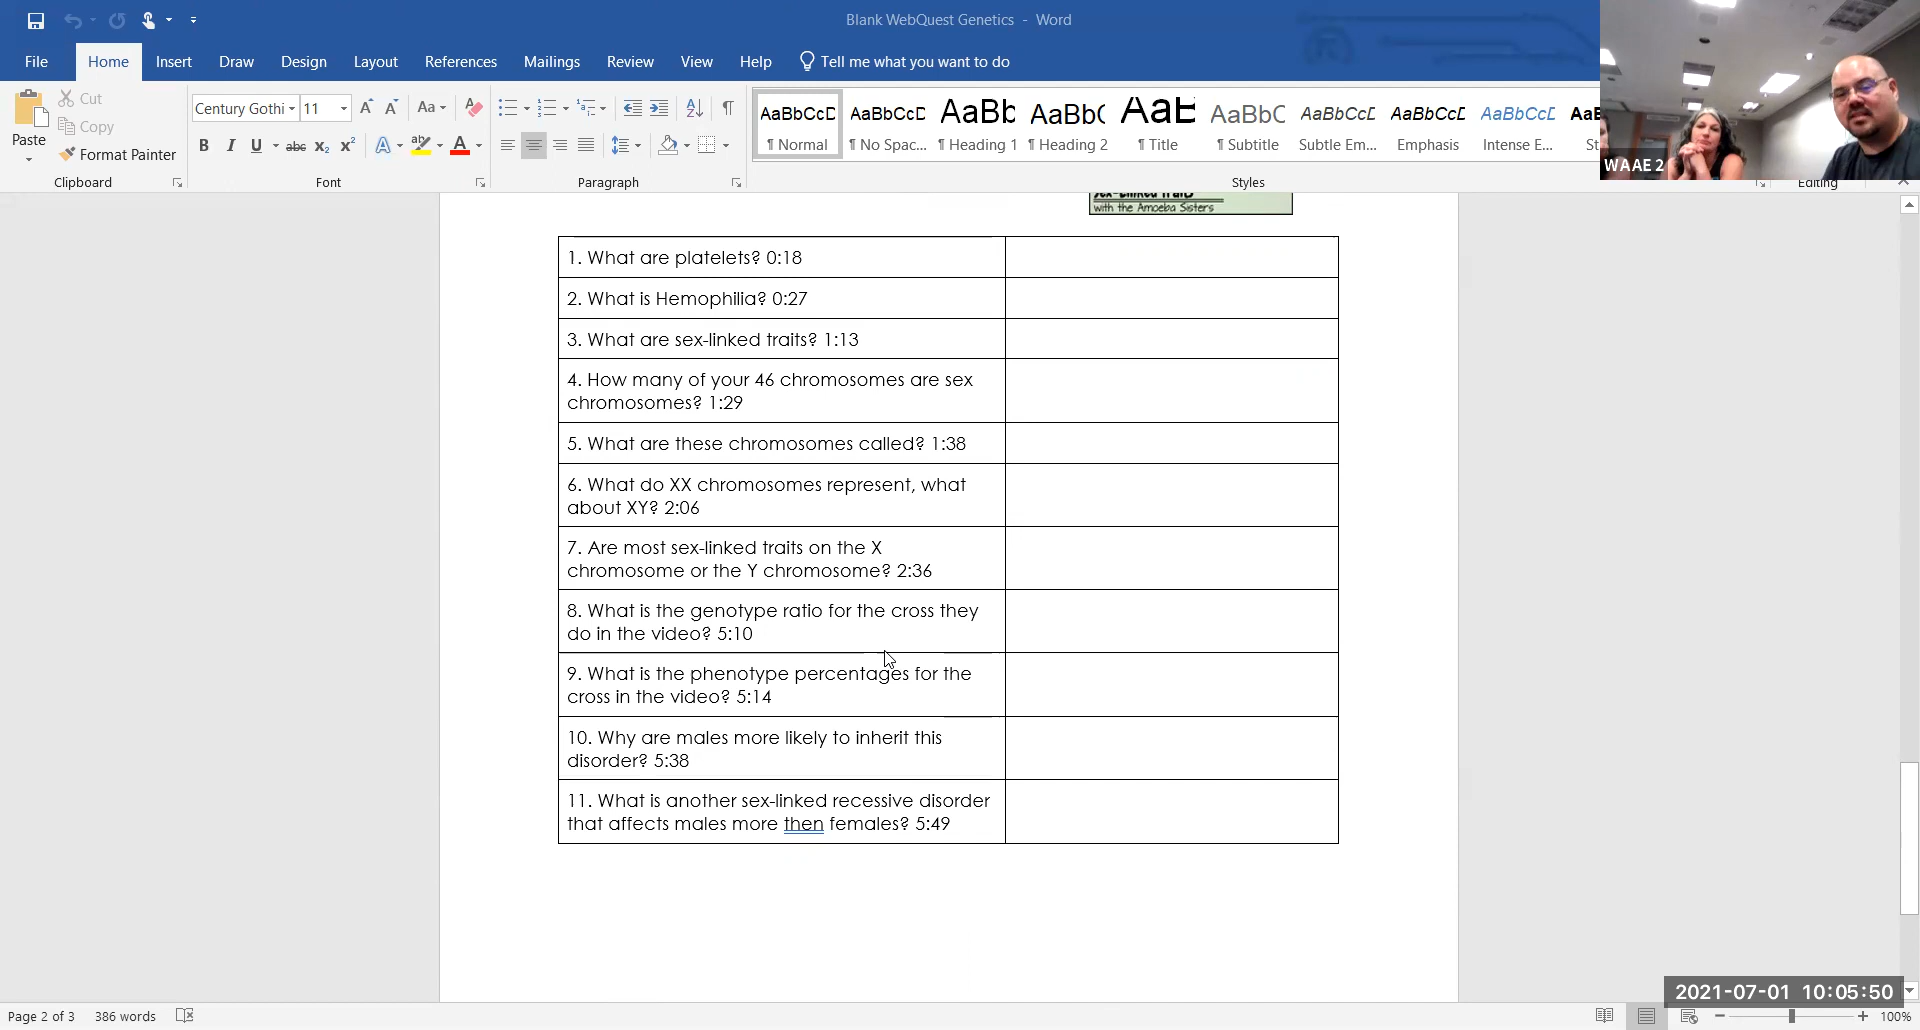 Blank WebQuest Genetics - Word
File Home Insert Draw Design Layout References Mailings Review View Help Tell me what you want to do
Paste
Cut
Copy
Format Painter
Clipboard
Century Gothi 11
Aa
B I U abc x₂ x² A A
Font
Paragraph
AaBbCcD AaBbCcD AaBb AaBb( AaB AaBbC AaBbCcD AaBbCcD AaBbCcD
¶ Normal ¶ No Spac... ¶ Heading 1 ¶ Heading 2 ¶ Title ¶ Subtitle Subtle Em... Emphasis Intense E...
Styles
Editing
WAAE 2
with the Amoeba Sisters
1. What are platelets? 0:18
2. What is Hemophilia? 0:27
3. What are sex-linked traits? 1:13
4. How many of your 46 chromosomes are sex
chromosomes? 1:29
5. What are these chromosomes called? 1:38
6. What do XX chromosomes represent, what
about XY? 2:06
7. Are most sex-linked traits on the X
chromosome or the Y chromosome? 2:36
8. What is the genotype ratio for the cross they
do in the video? 5:10
9. What is the phenotype percentages for the
cross in the video? 5:14
10. Why are males more likely to inherit this
disorder? 5:38
11. What is another sex-linked recessive disorder
that affects males more then females? 5:49
2021-07-01 10:05:50
Page 2 of 3 386 words
100%